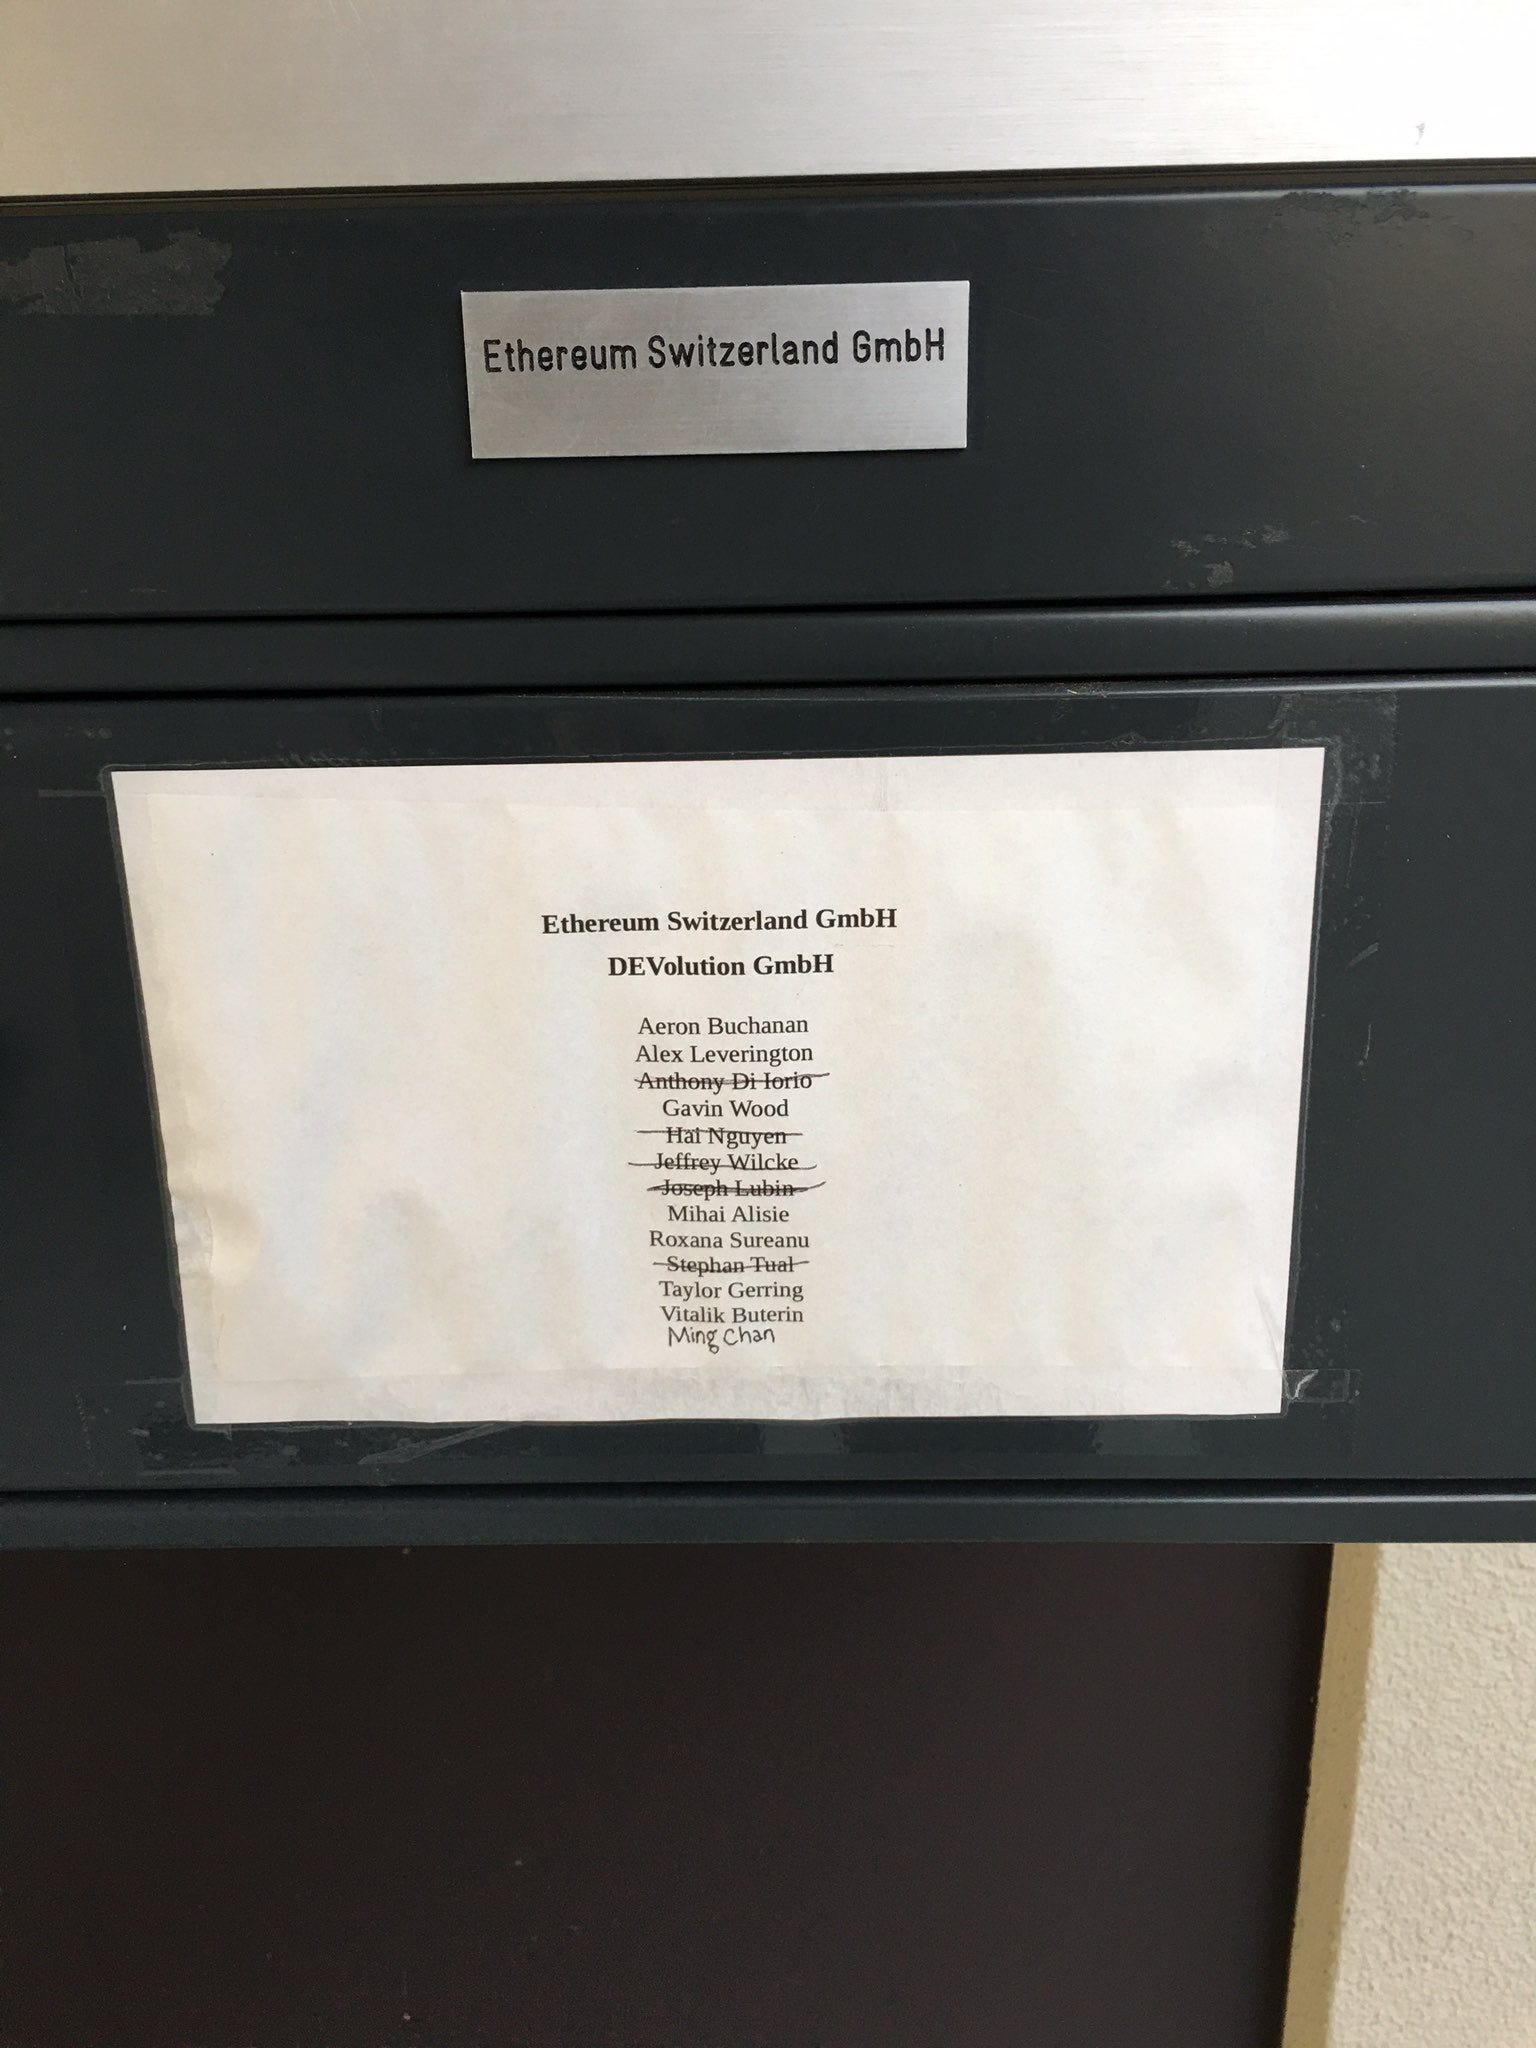 Ethereum Switzerland GmbH
Ethereum Switzerland GmbH
DEVolution GmbH
Aeron Buchanan
Alex Leverington
Anthony Di Iorio
Gavin Wood
Hai Nguyen
Jeffrey Wilcke
Joseph Lubin
Mihai Alisie
Roxana Sureanu
Stephan Tual
Taylor Gerring
Vitalik Buterin
Ming Chan